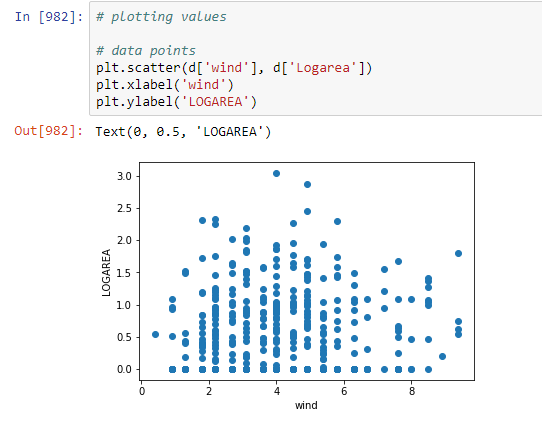 In [982]: # plotting values
# data points
plt.scatter(d['wind'], d['Logarea'])
plt.xlabel('wind')
plt.ylabel('LOGAREA')
Out[982]: Text(0, 0.5, 'LOGAREA')
3.0
2.5
2.0
1.5
1.0
0.5
0.0
LOGAREA
0 2 4 6 8
wind